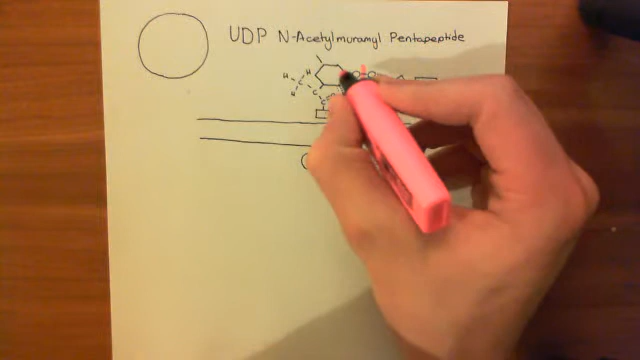 UDP N-Acetylmuramyl Pentapeptide
H H
C
H C
C